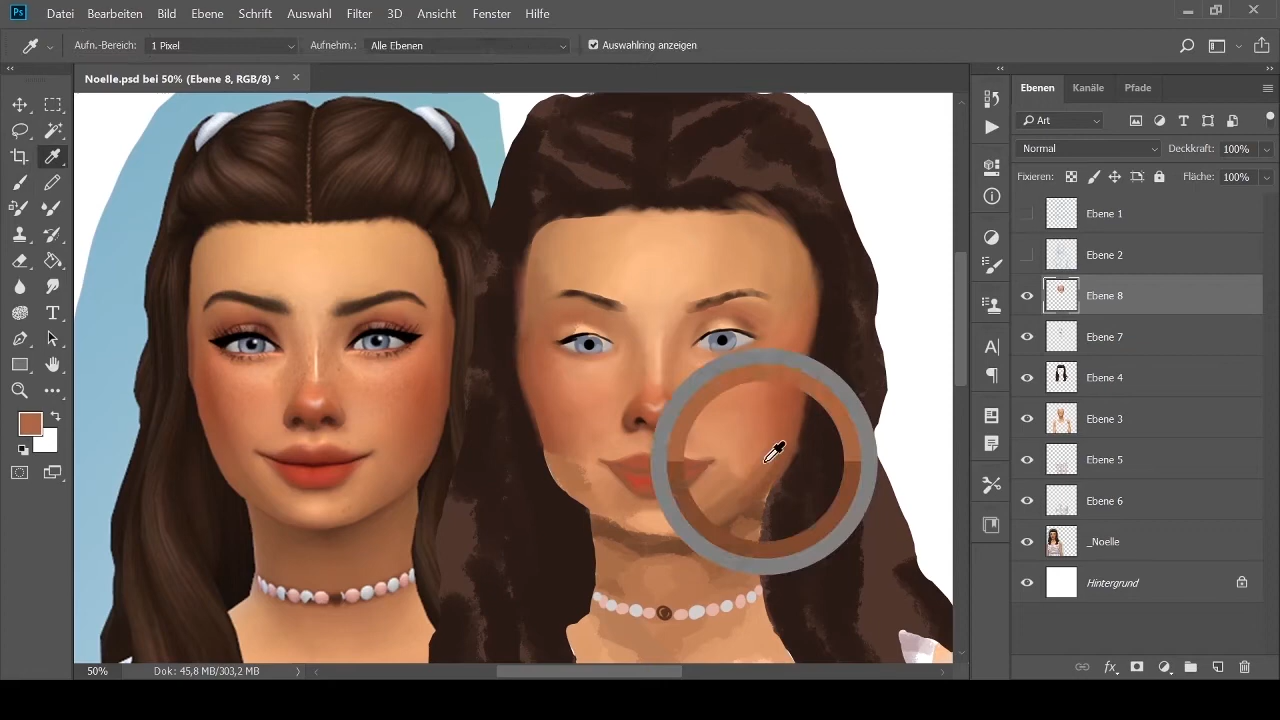 Ps Datei Bearbeiten Bild Ebene Schrift Auswahl Filter 3D Ansicht Fenster Hilfe
Aufn.-Bereich: 1 Pixel Aufnehm.: Alle Ebenen Auswahlring anzeigen
Noelle.psd bei 50% (Ebene 8, RGB/8) *
Ebenen Kanäle Pfade
Art
Normal Deckkraft: 100%
Fixieren: Fläche: 100%
Ebene 1
Ebene 2
Ebene 8
Ebene 7
Ebene 4
Ebene 3
Ebene 5
Ebene 6
_Noelle
Hintergrund
50% Dok: 45,8 MB/303,2 MB